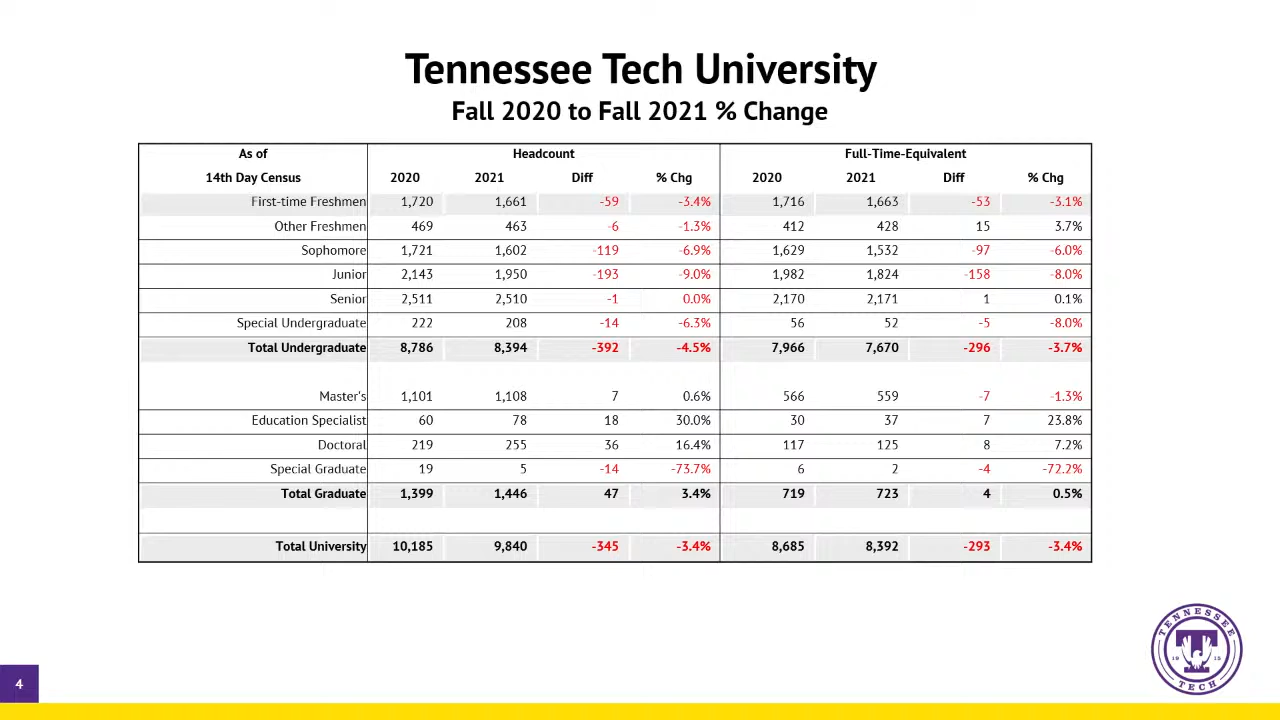 Tennessee Tech University
Fall 2020 to Fall 2021 % Change
As of Headcount Full-Time-Equivalent
14th Day Census 2020 2021 Diff % Chg 2020 2021 Diff % Chg
First-time Freshmen 1,720 1,661 -59 -3.4% 1,716 1,663 -53 -3.1%
Other Freshmen 469 463 -6 -1.3% 412 428 15 3.7%
Sophomore 1,721 1,602 -119 -6.9% 1,629 1,532 -97 -6.0%
Junior 2,143 1,950 -193 -9.0% 1,982 1,824 -158 -8.0%
Senior 2,511 2,510 -1 0.0% 2,170 2,171 1 0.1%
Special Undergraduate 222 208 -14 -6.3% 56 52 -5 -8.0%
Total Undergraduate 8,786 8,394 -392 -4.5% 7,966 7,670 -296 -3.7%
Master's 1,101 1,108 7 0.6% 566 559 -7 -1.3%
Education Specialist 60 78 18 30.0% 30 37 7 23.8%
Doctoral 219 255 36 16.4% 117 125 8 7.2%
Special Graduate 19 5 -14 -73.7% 6 2 -4 -72.2%
Total Graduate 1,399 1,446 47 3.4% 719 723 4 0.5%
Total University 10,185 9,840 -345 -3.4% 8,685 8,392 -293 -3.4%
TENNESSEE
T
19 15
TECH
4